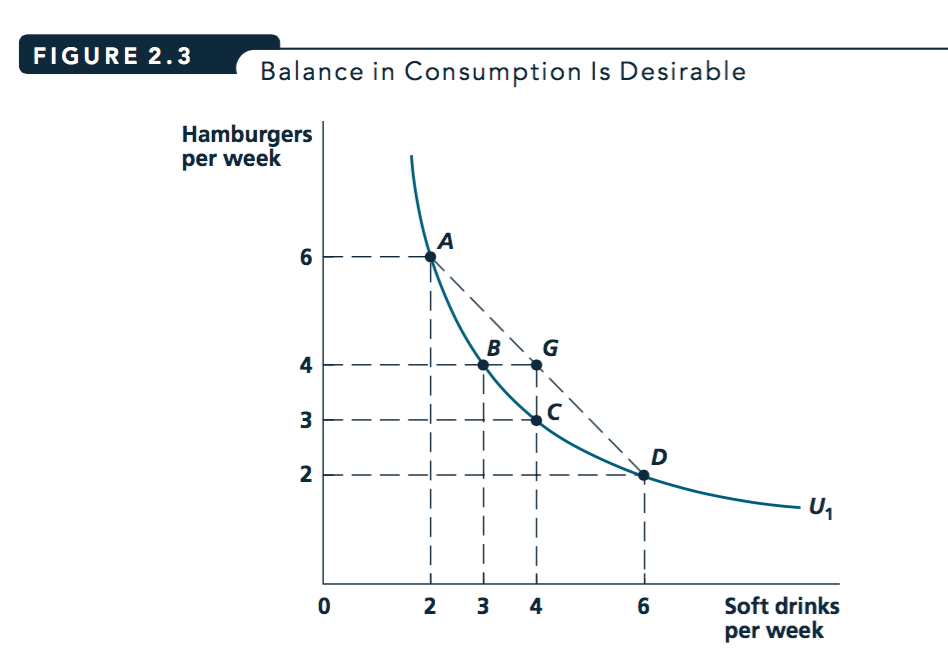 FIGURE 2.3
Balance in Consumption Is Desirable
Hamburgers
per week
A
6
B
G
4
C
3
D
2
U1
0
2
3
4
6
Soft drinks
per week